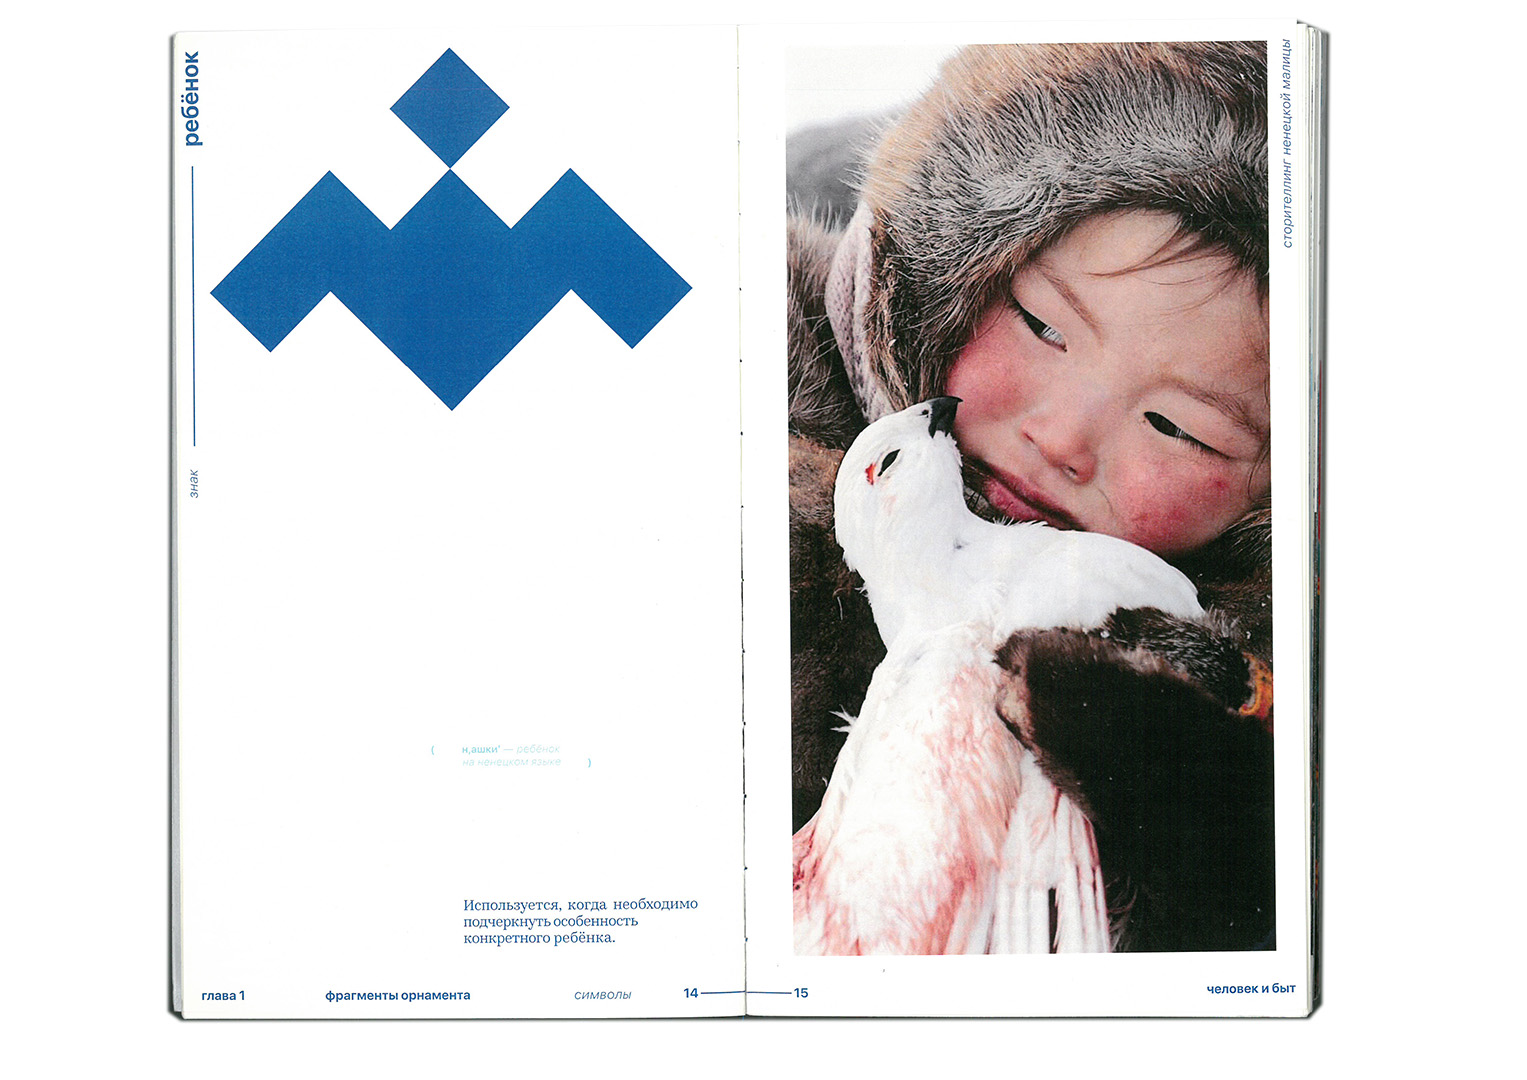 ребёнок
знак
( н,ашки' — ребёнок
на ненецком языке )
Используется, когда необходимо
подчеркнуть особенность
конкретного ребёнка.
глава 1
фрагменты орнамента
символы
14
15
человек и быт
сторителлинг ненецкой малицы